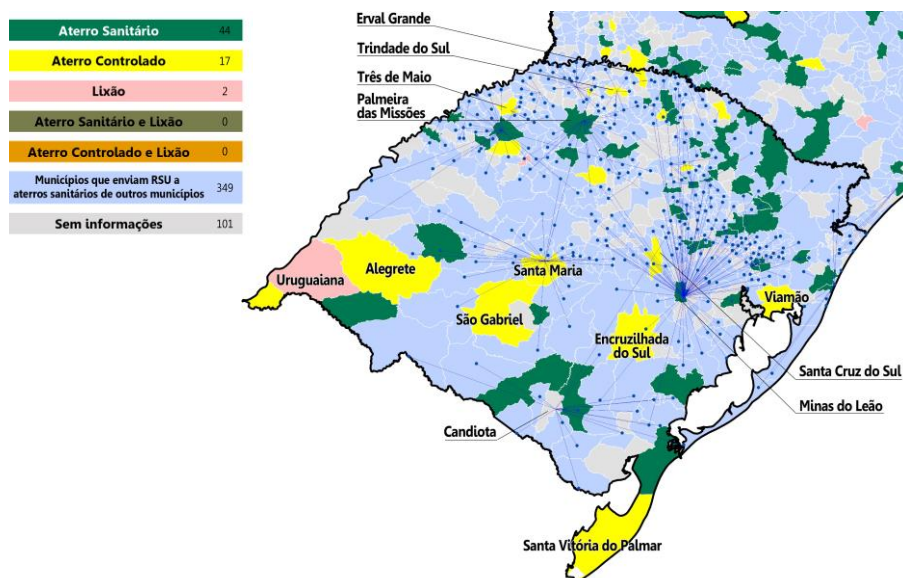 Aterro Sanitário 44
Aterro Controlado 17
Lixão 2
Aterro Sanitário e Lixão 0
Aterro Controlado e Lixão 0
Municípios que enviam RSU a
aterros sanitários de outros municípios 349
Sem informações 101
Erval Grande
Trindade do Sul
Três de Maio
Palmeira
das Missões
Uruguaiana
Alegrete
Santa Maria
São Gabriel
Viamão
Encruzilhada
do Sul
Santa Cruz do Sul
Minas do Leão
Candiota
Santa Vitória do Palmar